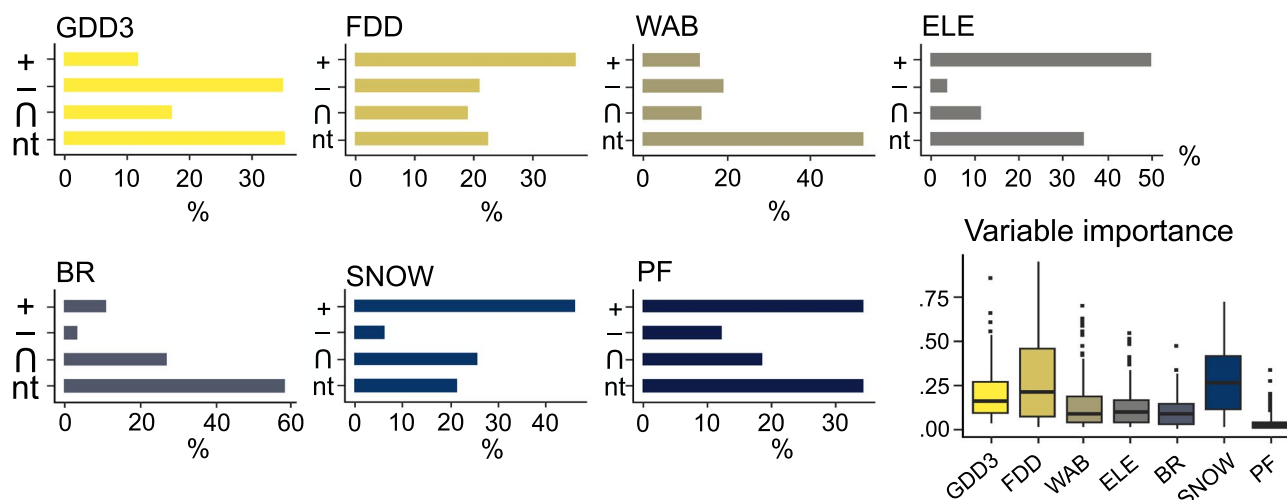 GDD3
+
−
∩
nt
0 10 20 30
%
FDD
+
−
∩
nt
0 10 20 30
%
WAB
+
−
∩
nt
0 20 40
%
ELE
+
−
∩
nt
0 10 20 30 40 50
%
BR
+
−
∩
nt
0 20 40 60
%
SNOW
+
−
∩
nt
0 10 20 30 40
%
PF
+
−
∩
nt
0 10 20 30
%
Variable importance
.75
.50
.25
.00
GDD3 FDD WAB ELE BR SNOW PF